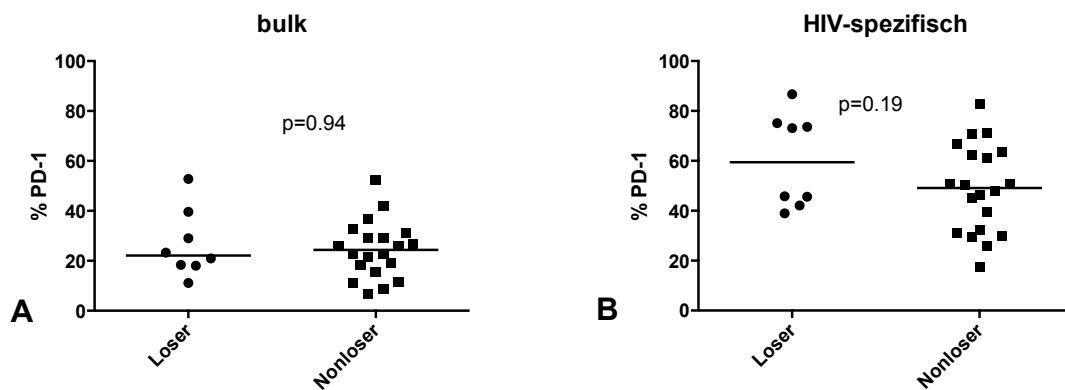 bulk
100
80
60
40
20
0
% PD-1
p=0.94
Loser
Nonloser
A
HIV-spezifisch
100
80
60
40
20
0
% PD-1
p=0.19
Loser
Nonloser
B